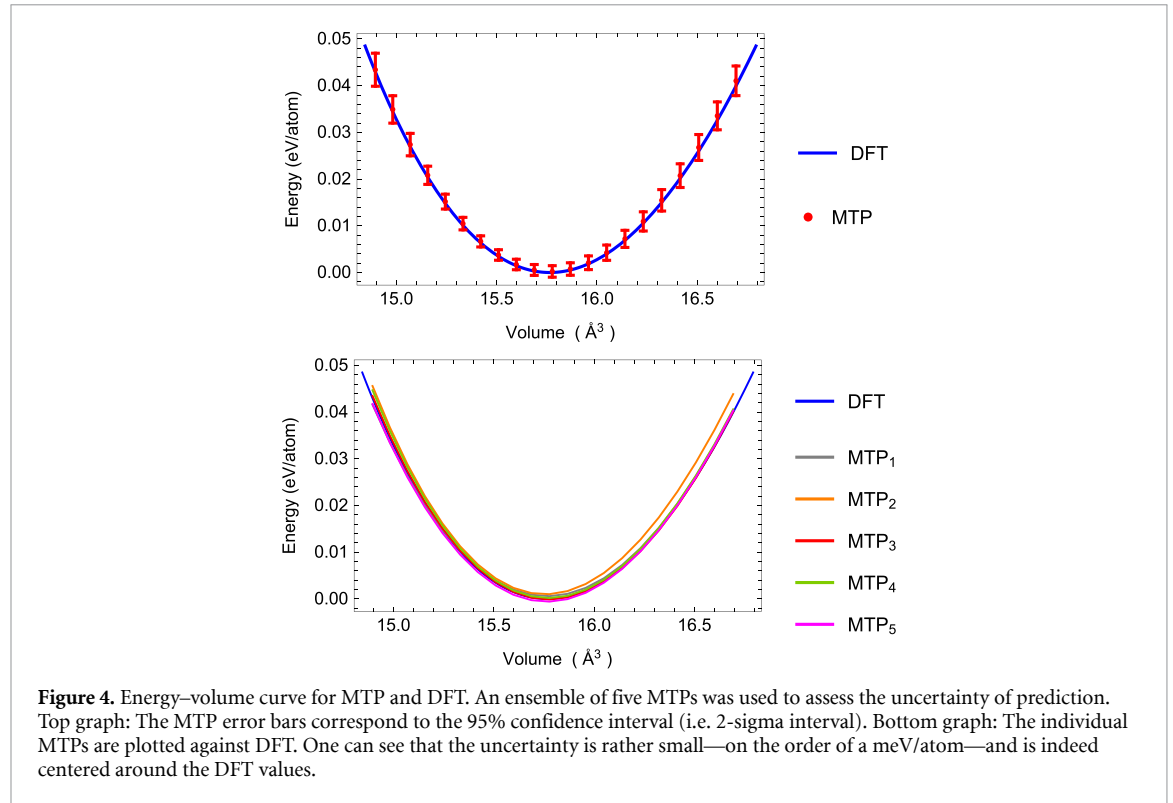 0.05
0.04
0.03
0.02
0.01
0.00
Energy (eV/atom)
15.0 15.5 16.0 16.5
Volume ( Å³ )
DFT
MTP
0.05
0.04
0.03
0.02
0.01
0.00
Energy (eV/atom)
15.0 15.5 16.0 16.5
Volume ( Å³ )
DFT
MTP₁
MTP₂
MTP₃
MTP₄
MTP₅
Figure 4. Energy–volume curve for MTP and DFT. An ensemble of five MTPs was used to assess the uncertainty of prediction.
Top graph: The MTP error bars correspond to the 95% confidence interval (i.e. 2-sigma interval). Bottom graph: The individual
MTPs are plotted against DFT. One can see that the uncertainty is rather small—on the order of a meV/atom—and is indeed
centered around the DFT values.